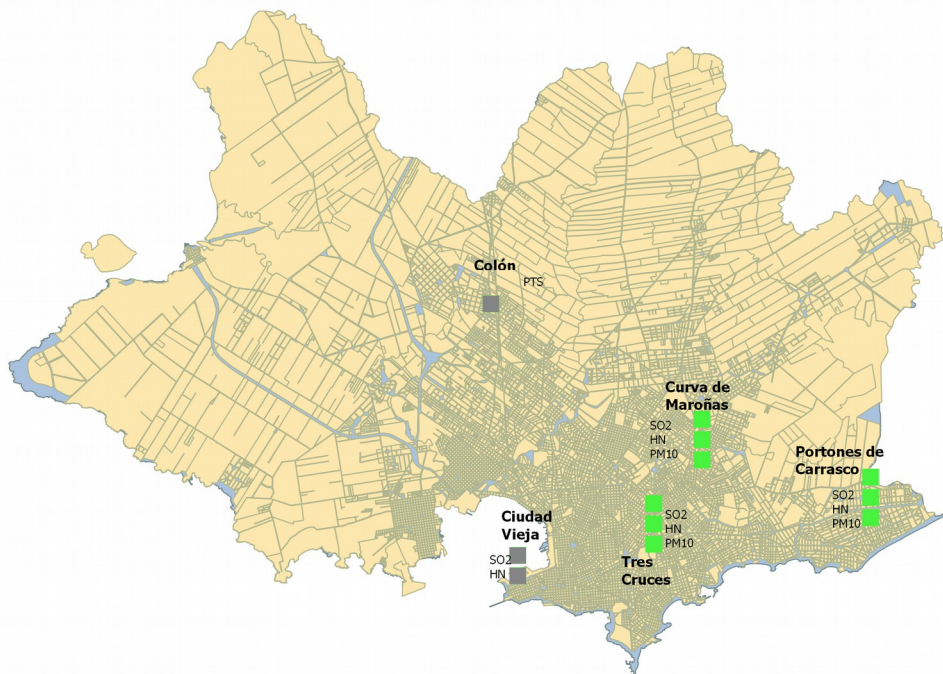 Colón
PTS
Curva de
Maroñas
SO2
HN
PM10
Portones de
Carrasco
SO2
HN
PM10
Ciudad
Vieja
SO2
HN
SO2
HN
PM10
Tres
Cruces